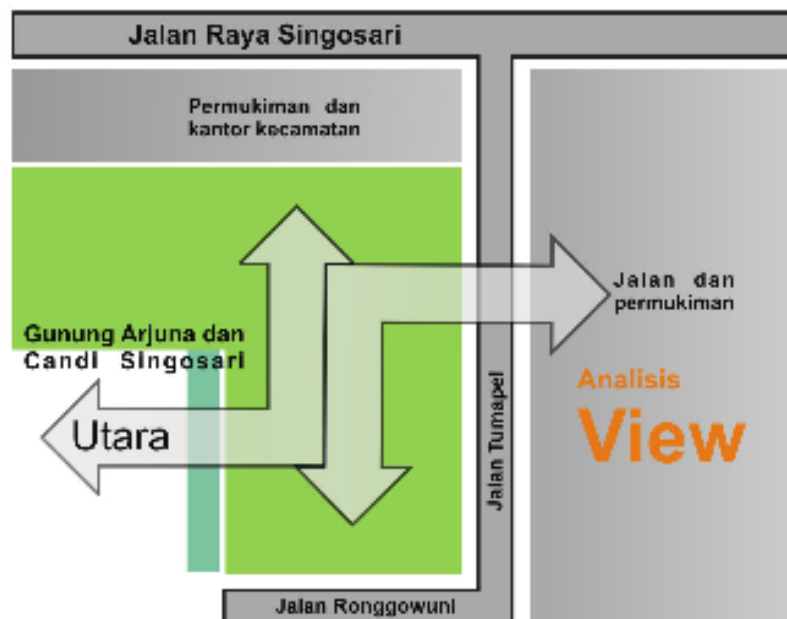 Jalan Raya Singosari
Permukiman dan
kantor kecamatan
Jalan dan
permukiman
Gunung Arjuna dan
Candi Singosari
Utara
Analisis
View
Jalan Tumapel
Jalan Ronggowuni